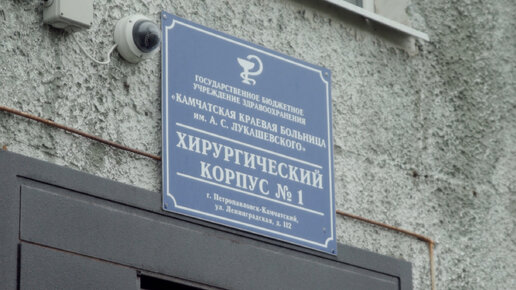 ГОСУДАРСТВЕННОЕ БЮДЖЕТНОЕ
УЧРЕЖДЕНИЕ ЗДРАВООХРАНЕНИЯ
«КАМЧАТСКАЯ КРАЕВАЯ БОЛЬНИЦА
им. А. С. ЛУКАШЕВСКОГО»
ХИРУРГИЧЕСКИЙ
КОРПУС № 1
г. Петропавловск-Камчатский,
ул. Ленинградская, д. 112